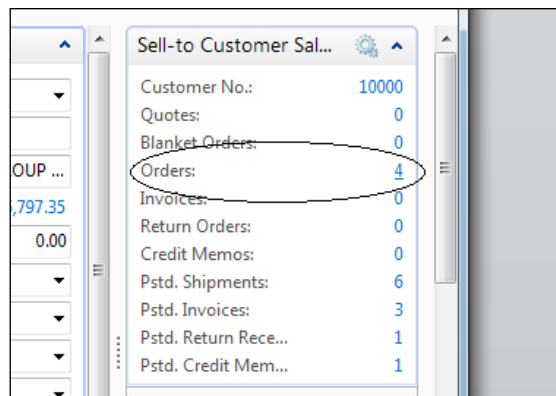 Sell-to Customer Sal...
Customer No.: 10000
Quotes: 0
Blanket Orders: 0
OUP ... Orders: 4
,797.35 Invoices: 0
0.00 Return Orders: 0
Credit Memos: 0
Pstd. Shipments: 6
Pstd. Invoices: 3
Pstd. Return Rece... 1
Pstd. Credit Mem... 1